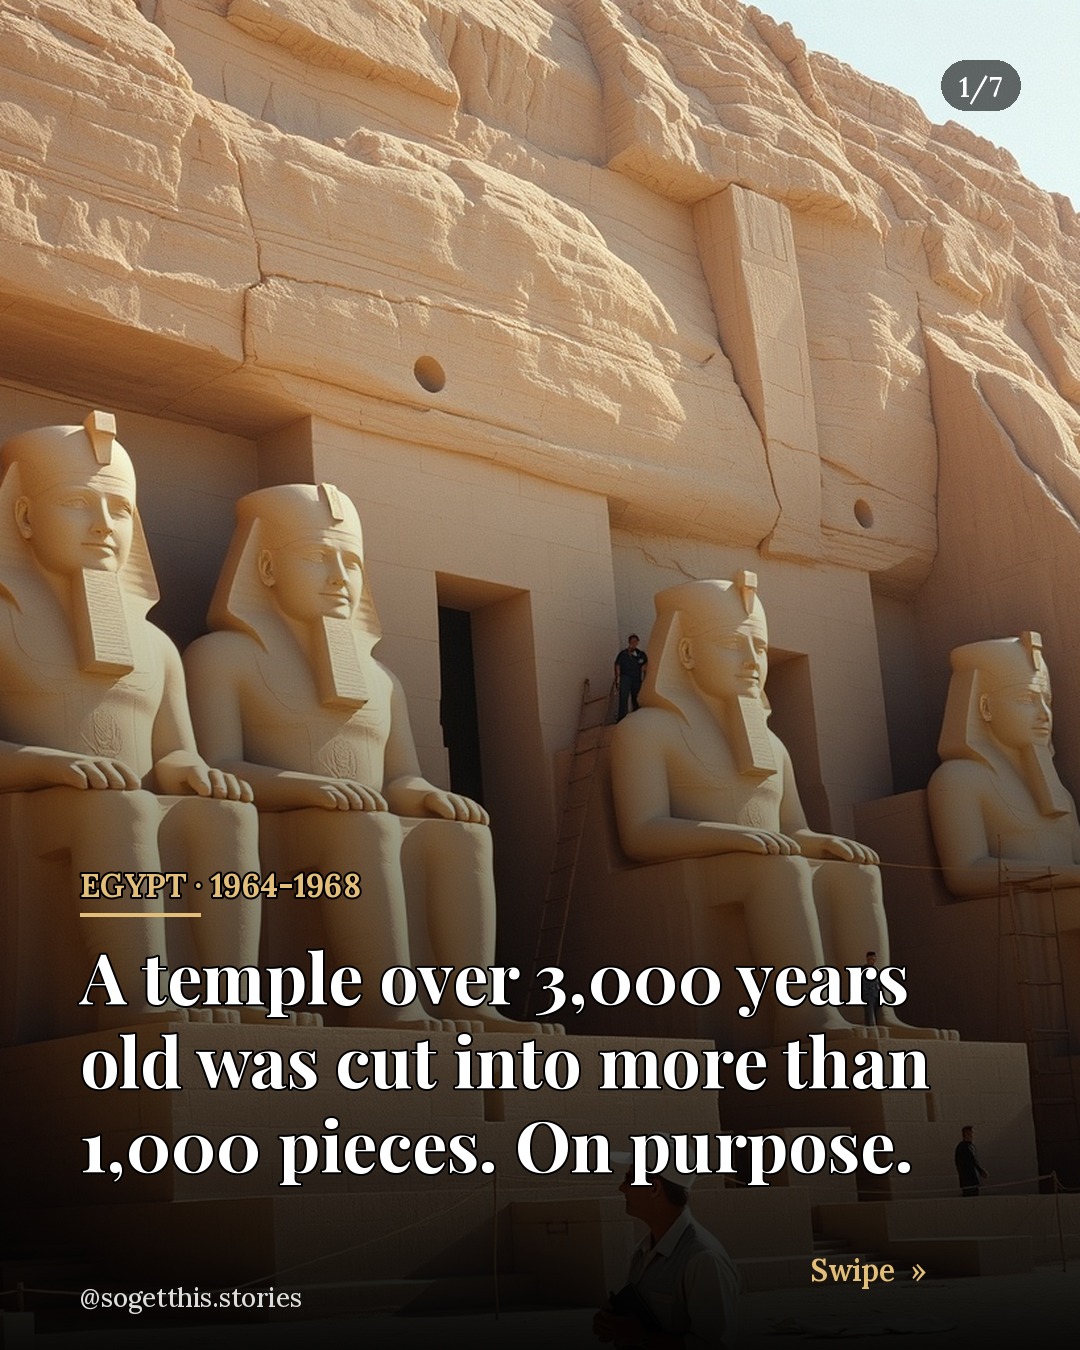 1/7
EGYPT · 1964–1968
A temple over 3,000 years
old was cut into more than
1,000 pieces. On purpose.
Swipe »
@sogetthis.stories